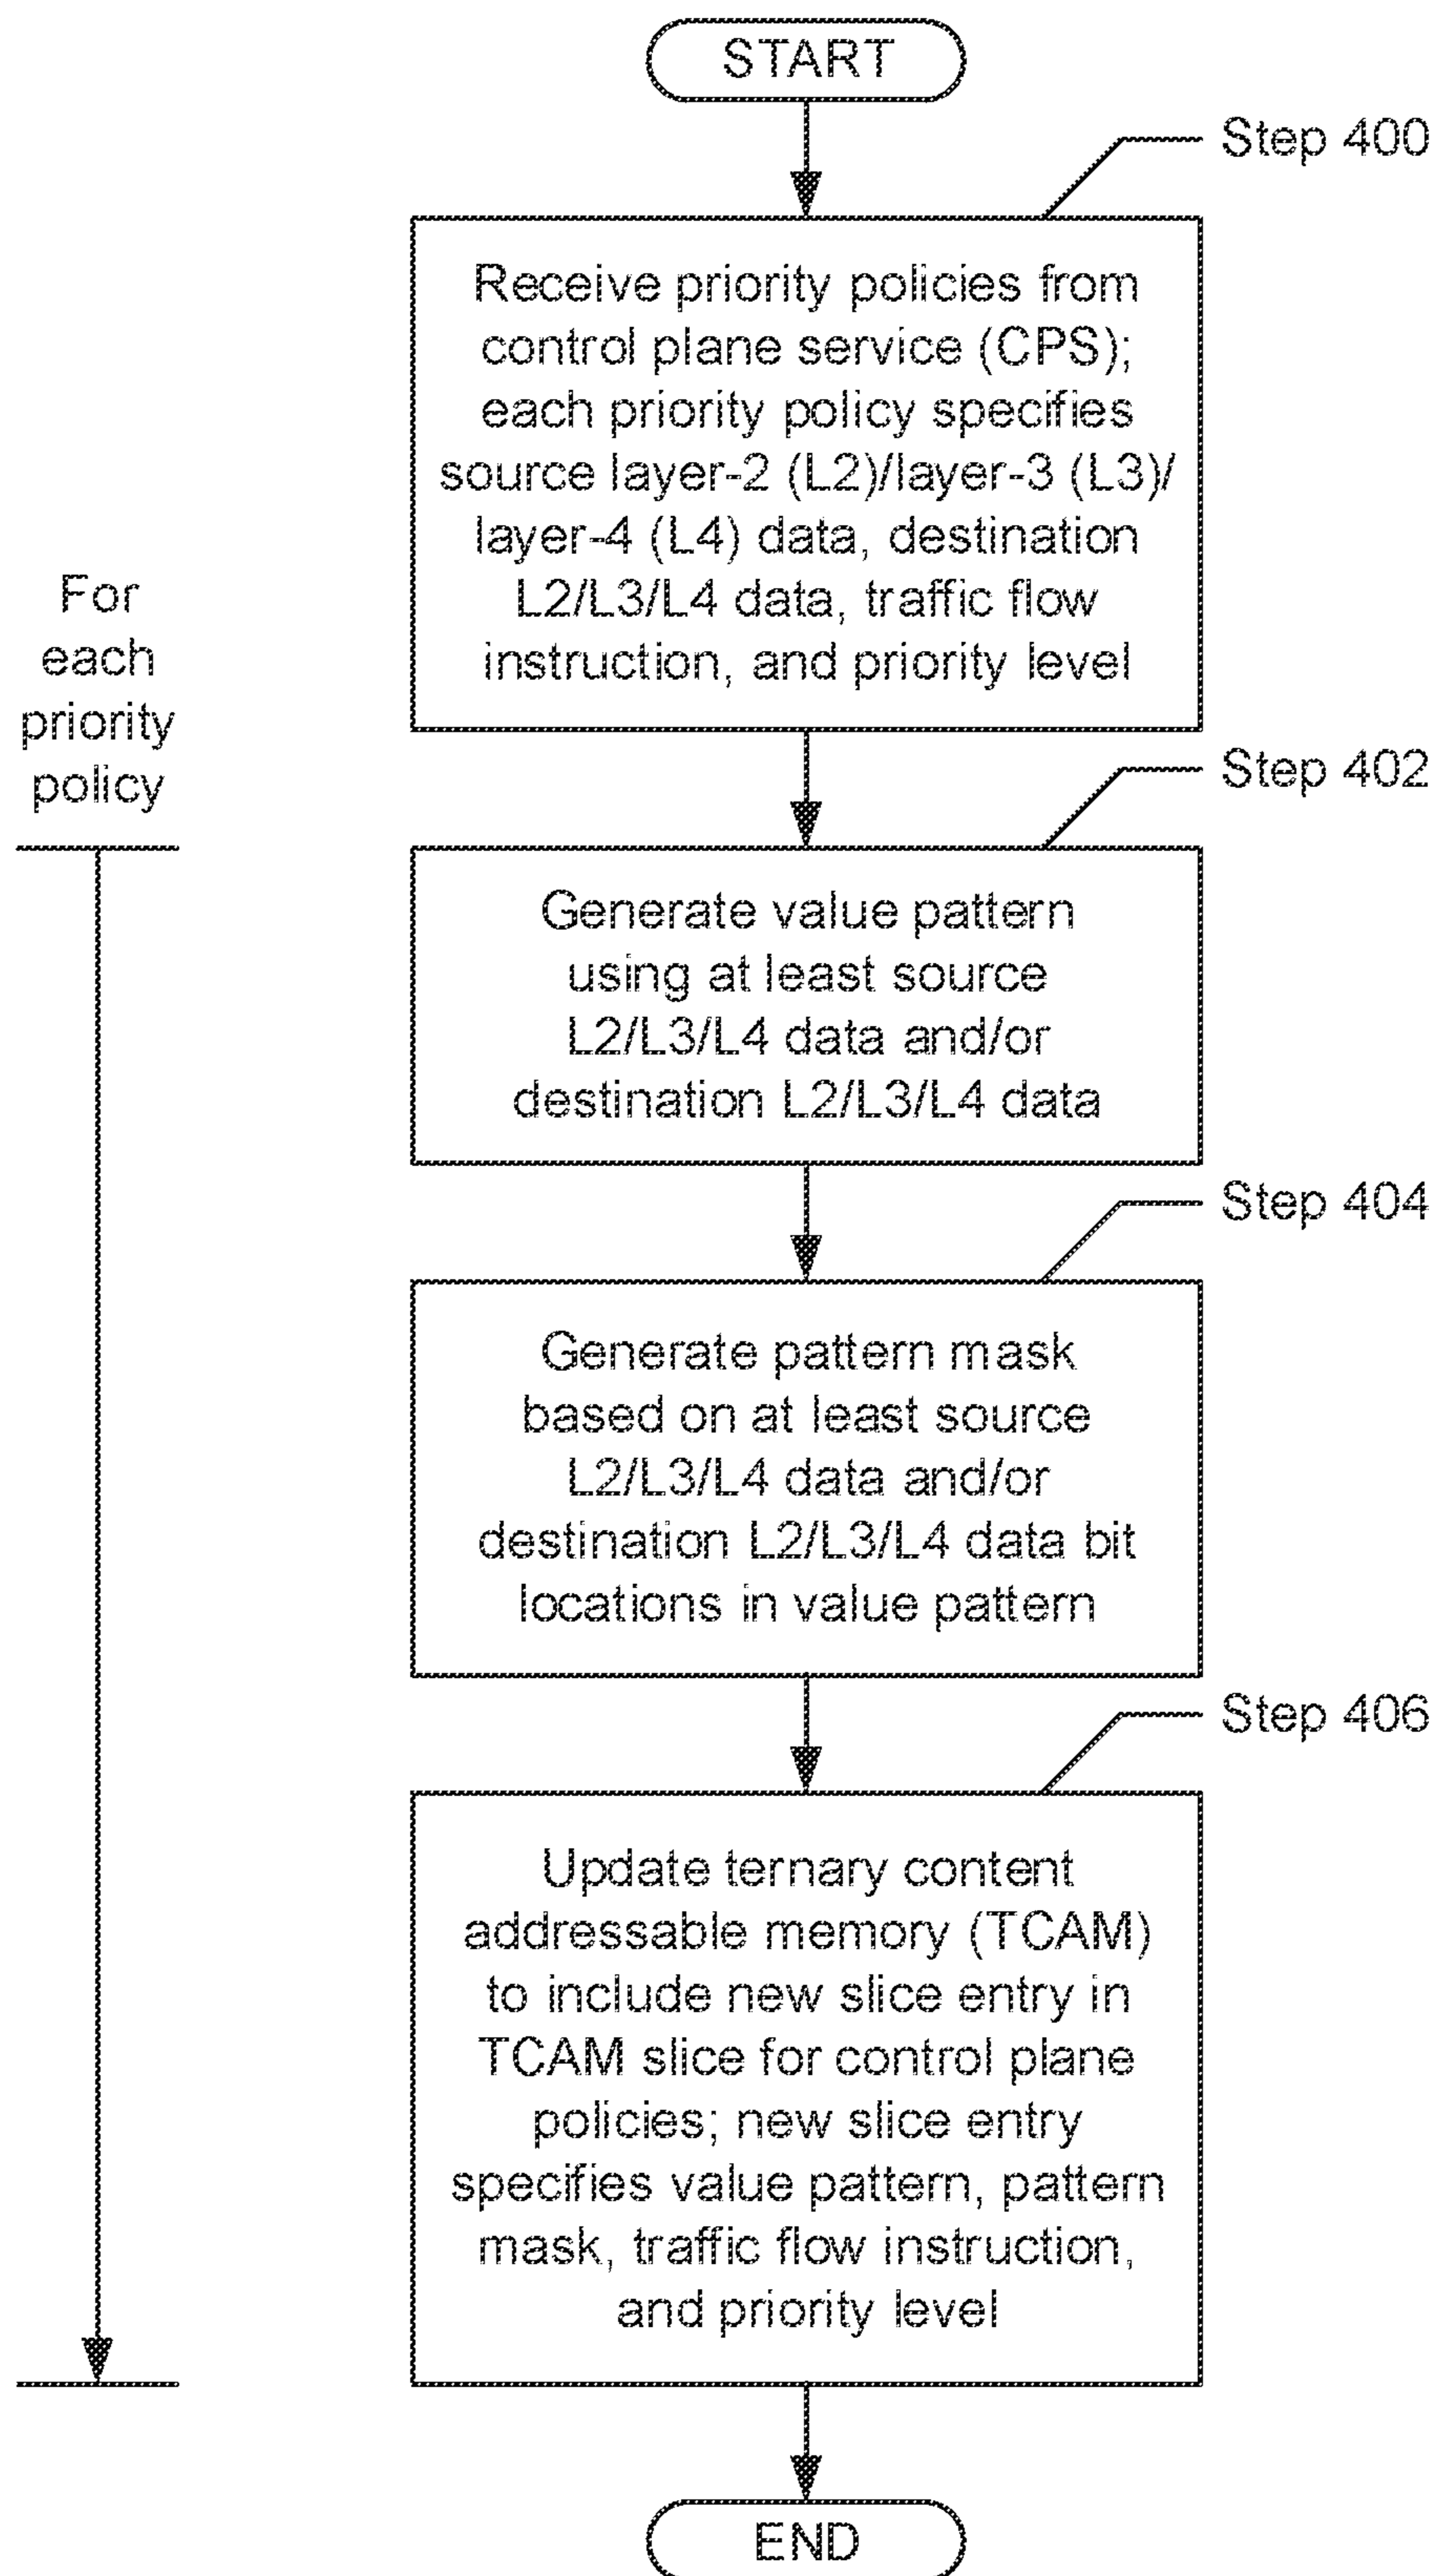 START
Step 400
Receive priority policies from
control plane service (CPS);
each priority policy specifies
source layer-2 (L2)/layer-3 (L3)/
layer-4 (L4) data, destination
L2/L3/L4 data, traffic flow
instruction, and priority level
For
each
priority
policy
Step 402
Generate value pattern
using at least source
L2/L3/L4 data and/or
destination L2/L3/L4 data
Step 404
Generate pattern mask
based on at least source
L2/L3/L4 data and/or
destination L2/L3/L4 data bit
locations in value pattern
Step 406
Update ternary content
addressable memory (TCAM)
to include new slice entry in
TCAM slice for control plane
policies; new slice entry
specifies value pattern, pattern
mask, traffic flow instruction,
and priority level
END